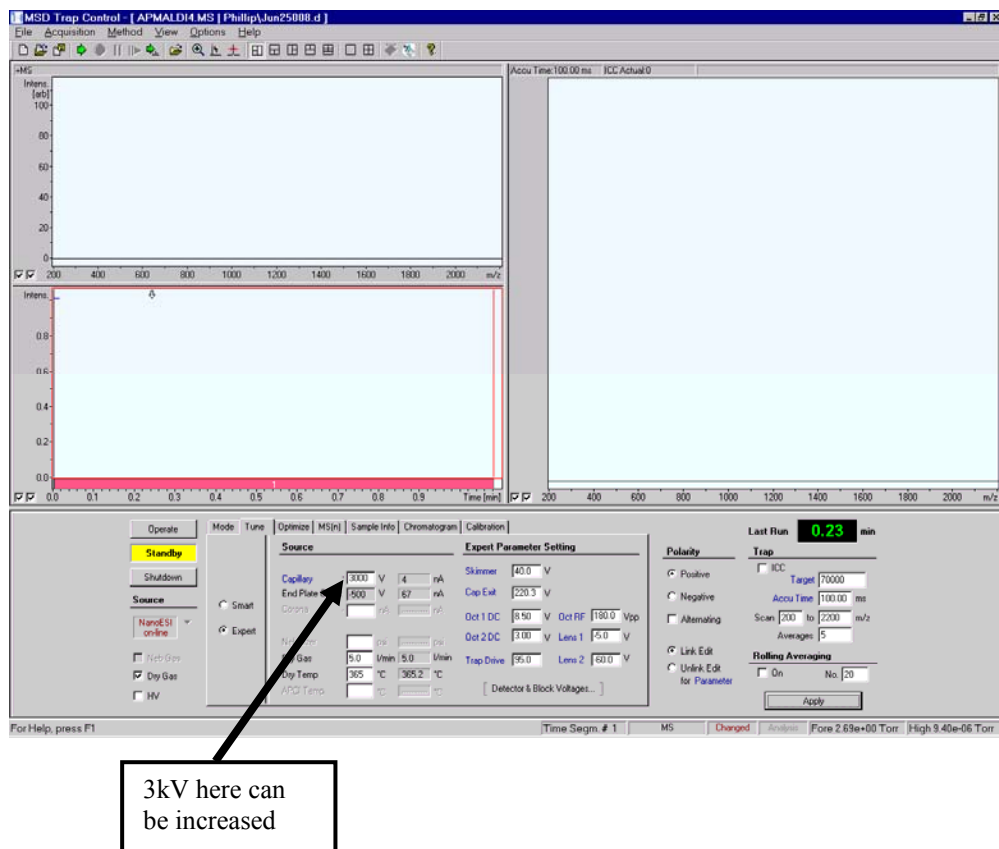 MSD Trap Control - [ APMALDI4.MS | Phillip\Jun25008.d ]
File Acquisition Method View Options Help
+MS
Intens.
[arb]
100
80
60
40
20
0
200 400 600 800 1000 1200 1400 1600 1800 2000 m/z
Intens.
0.8
0.6
0.4
0.2
0.0
1
0.0 0.1 0.2 0.3 0.4 0.5 0.6 0.7 0.8 0.9 Time [min]
Accu Time:100.00 ms ICC Actual:0
200 400 600 800 1000 1200 1400 1600 1800 2000 m/z
Operate
Standby
Shutdown
Source
NanoESI
on-line
Neb Gas
Dry Gas
HV
Mode Tune Optimize MS(n) Sample Info Chromatogram Calibration
Smart
Expert
Source
Capillary 3000 V 4 nA
End Plate -500 V 67 nA
Corona nA nA
psi psi
Dry Gas 5.0 l/min 5.0 l/min
Dry Temp 365 °C 365.2 °C
APCI Temp °C °C
Expert Parameter Setting
Skimmer 40.0 V
Cap Exit 220.3 V
Oct 1 DC 8.50 V Oct RF 180.0 Vpp
Oct 2 DC 3.00 V Lens 1 -5.0 V
Trap Drive 95.0 Lens 2 -60.0 V
[ Detector & Block Voltages... ]
Polarity
Positive
Negative
Alternating
Link Edit
Unlink Edit
for Parameter
Last Run 0.23 min
Trap
ICC
Target 70000
Accu Time 100.00 ms
Scan 200 to 2200 m/z
Averages 5
Rolling Averaging
On No. 20
Apply
For Help, press F1
Time Segm. # 1 MS Changed Analysis Fore 2.69e+00 Torr High 9.40e-06 Torr
3kV here can
be increased